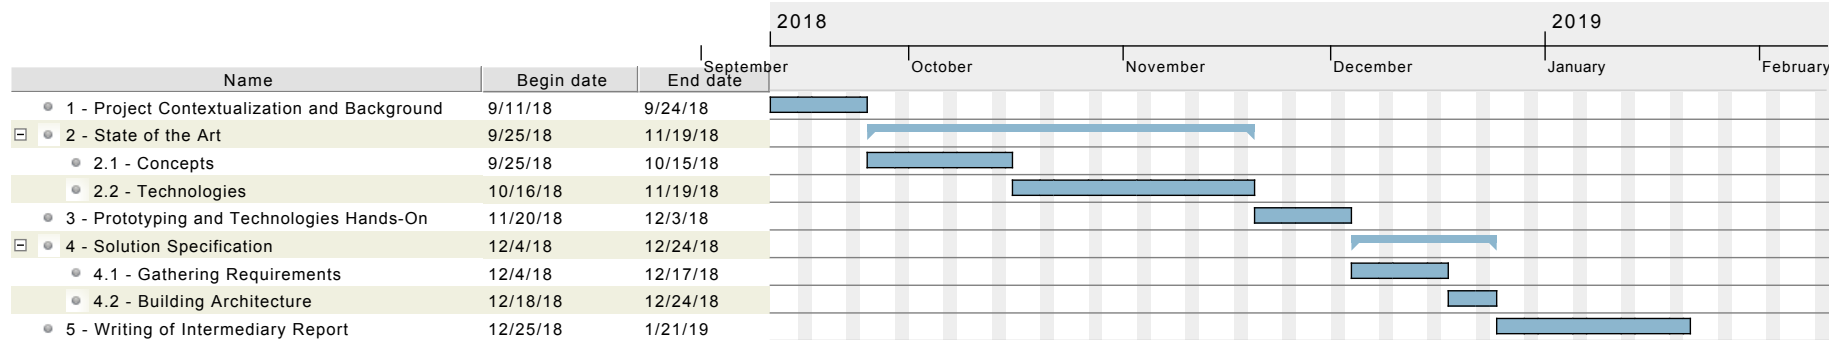 2018 2019
September October November December January February
Name Begin date End date
1 - Project Contextualization and Background 9/11/18 9/24/18
2 - State of the Art 9/25/18 11/19/18
2.1 - Concepts 9/25/18 10/15/18
2.2 - Technologies 10/16/18 11/19/18
3 - Prototyping and Technologies Hands-On 11/20/18 12/3/18
4 - Solution Specification 12/4/18 12/24/18
4.1 - Gathering Requirements 12/4/18 12/17/18
4.2 - Building Architecture 12/18/18 12/24/18
5 - Writing of Intermediary Report 12/25/18 1/21/19